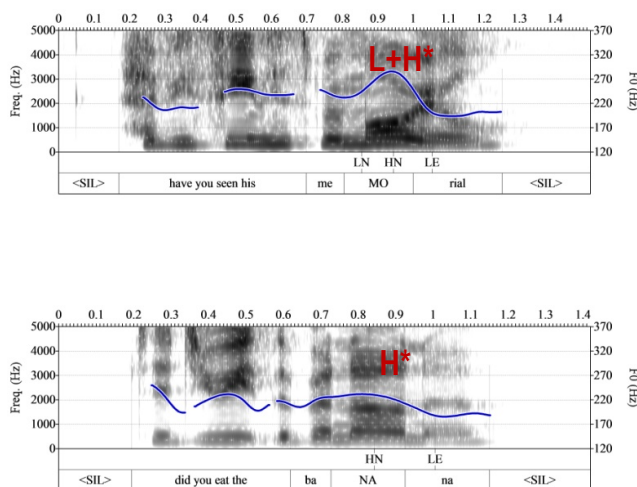 0 0.1 0.2 0.3 0.4 0.5 0.6 0.7 0.8 0.9 1 1.1 1.2 1.3 1.4
5000 370
4000 320
3000 270
2000 220
1000 170
0 120
Freq. (Hz) F0 (Hz)
L+H*
LN HN LE
<SIL> have you seen his me MO rial <SIL>
0 0.1 0.2 0.3 0.4 0.5 0.6 0.7 0.8 0.9 1 1.1 1.2 1.3 1.4
5000 370
4000 320
3000 270
2000 220
1000 170
0 120
Freq. (Hz) F0 (Hz)
H*
HN LE
<SIL> did you eat the ba NA na <SIL>